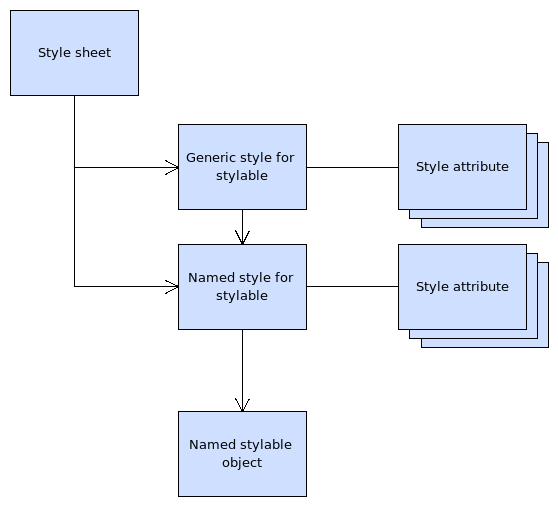 Style sheet
Generic style for
stylable
Style attribute
Named style for
stylable
Style attribute
Named stylable
object